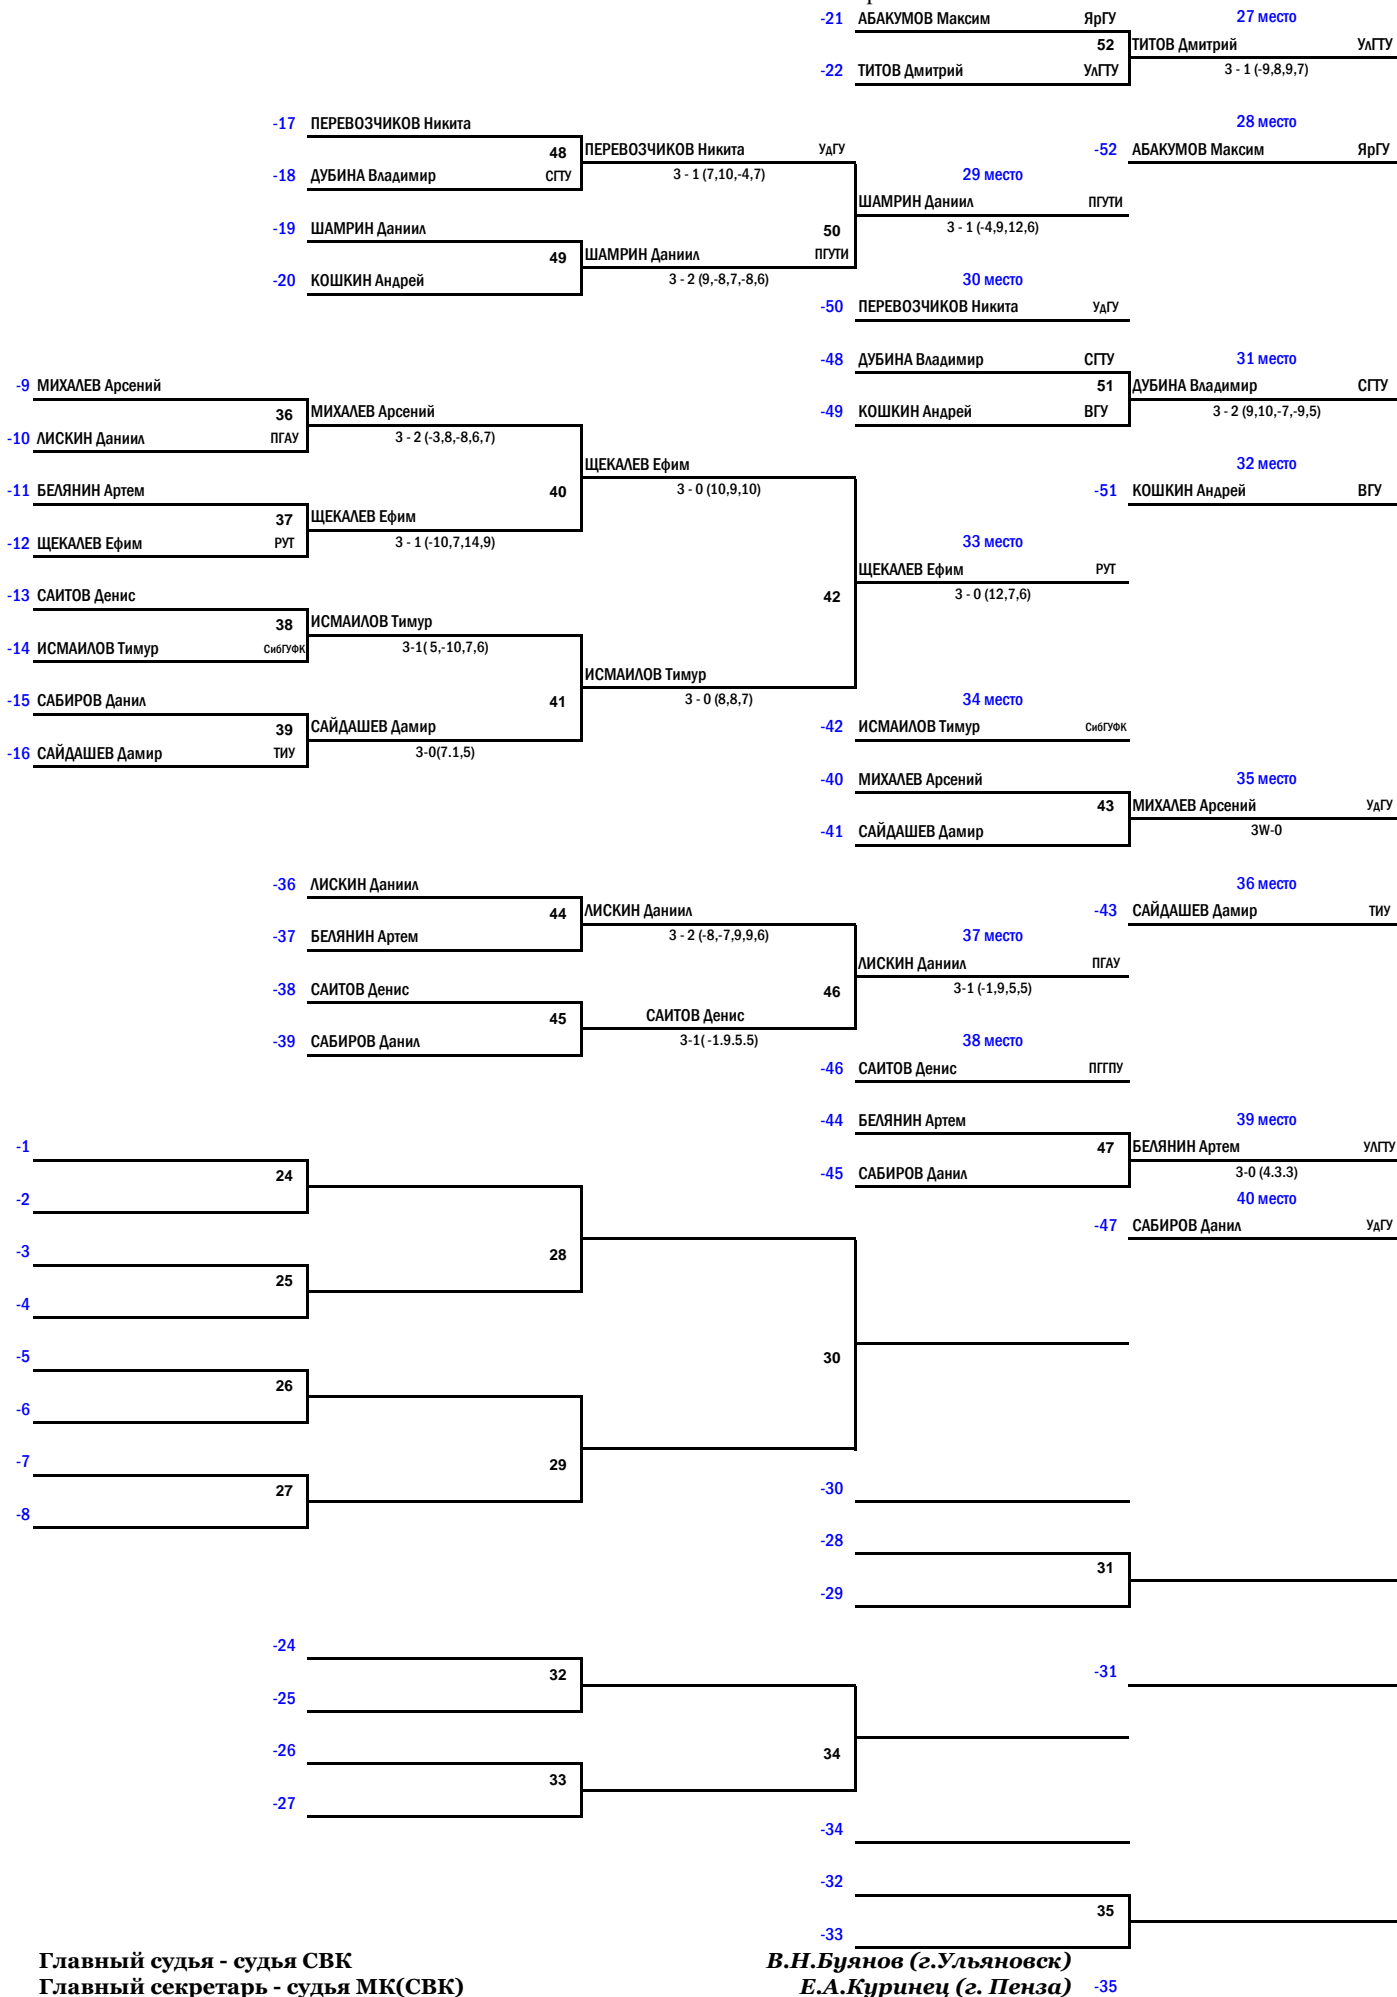 -21 АБАКУМОВ Максим ЯрГУ 27 место
52 ТИТОВ Дмитрий УлГТУ
-22 ТИТОВ Дмитрий УлГТУ 3 - 1 (-9,8,9,7)
-17 ПЕРЕВОЗЧИКОВ Никита 28 место
48 ПЕРЕВОЗЧИКОВ Никита УдГУ -52 АБАКУМОВ Максим ЯрГУ
-18 ДУБИНА Владимир СГТУ 3 - 1 (7,10,-4,7) 29 место
ШАМРИН Даниил ПГУТИ
-19 ШАМРИН Даниил 50 3 - 1 (-4,9,12,6)
49 ШАМРИН Даниил ПГУТИ
-20 КОШКИН Андрей 3 - 2 (9,-8,7,-8,6) 30 место
-50 ПЕРЕВОЗЧИКОВ Никита УдГУ
-48 ДУБИНА Владимир СГТУ 31 место
-9 МИХАЛЕВ Арсений 51 ДУБИНА Владимир СГТУ
36 МИХАЛЕВ Арсений -49 КОШКИН Андрей ВГУ 3 - 2 (9,10,-7,-9,5)
-10 ЛИСКИН Даниил ПГАУ 3 - 2 (-3,8,-8,6,7)
ЩЕКАЛЕВ Ефим 32 место
-11 БЕЛЯНИН Артем 40 3 - 0 (10,9,10) -51 КОШКИН Андрей ВГУ
37 ЩЕКАЛЕВ Ефим
-12 ЩЕКАЛЕВ Ефим РУТ 3 - 1 (-10,7,14,9) 33 место
ЩЕКАЛЕВ Ефим РУТ
-13 САИТОВ Денис 42 3 - 0 (12,7,6)
38 ИСМАИЛОВ Тимур
-14 ИСМАИЛОВ Тимур СибГУФК 3-1( 5,-10,7,6)
ИСМАИЛОВ Тимур
-15 САБИРОВ Данил 41 3 - 0 (8,8,7) 34 место
39 САЙДАШЕВ Дамир -42 ИСМАИЛОВ Тимур СибГУФК
-16 САЙДАШЕВ Дамир ТИУ 3-0(7.1,5)
-40 МИХАЛЕВ Арсений 35 место
43 МИХАЛЕВ Арсений УдГУ
-41 САЙДАШЕВ Дамир 3W-0
-36 ЛИСКИН Даниил 36 место
44 ЛИСКИН Даниил -43 САЙДАШЕВ Дамир ТИУ
-37 БЕЛЯНИН Артем 3 - 2 (-8,-7,9,9,6) 37 место
ЛИСКИН Даниил ПГАУ
-38 САИТОВ Денис 46 3-1 (-1,9,5,5)
45 САИТОВ Денис
-39 САБИРОВ Данил 3-1( -1.9.5.5) 38 место
-46 САИТОВ Денис ПГГПУ
-44 БЕЛЯНИН Артем 39 место
-1 47 БЕЛЯНИН Артем УЛГТУ
24 -45 САБИРОВ Данил 3-0 (4.3.3)
-2 40 место
-47 САБИРОВ Данил УдГУ
-3 28
25
-4
-5 30
26
-6
-7 29
27 -30
-8
-28
31
-29
-24
32 -31
-25
-26 34
33
-27
-34
-32
35
-33
Главный судья - судья СВК В.Н.Буянов (г.Ульяновск)
Главный секретарь - судья МК(СВК) Е.А.Куринец (г. Пенза) -35